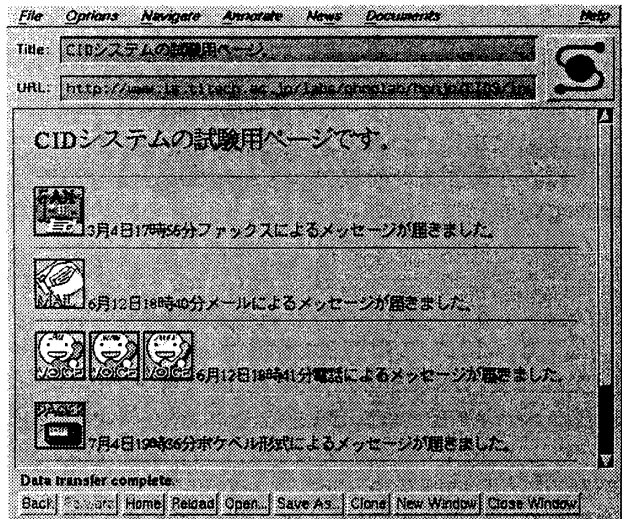 File Options Navigate Annotate News Documents Help
Title: CIDシステムの試験用ページ。
URL: http://www.is.titech.ac.jp/labs/
CIDシステムの試験用ページです。
FAX
3月4日17時56分ファックスによるメッセージが届きました。
MAIL
6月12日18時40分メールによるメッセージが届きました。
VOICE VOICE VOICE
6月12日18時41分電話によるメッセージが届きました。
PAGER
7月4日19時36分ポケベル形式によるメッセージが届きました。
Data transfer complete.
Back Forward Home Reload Open... Save As... Clone New Window Close Window